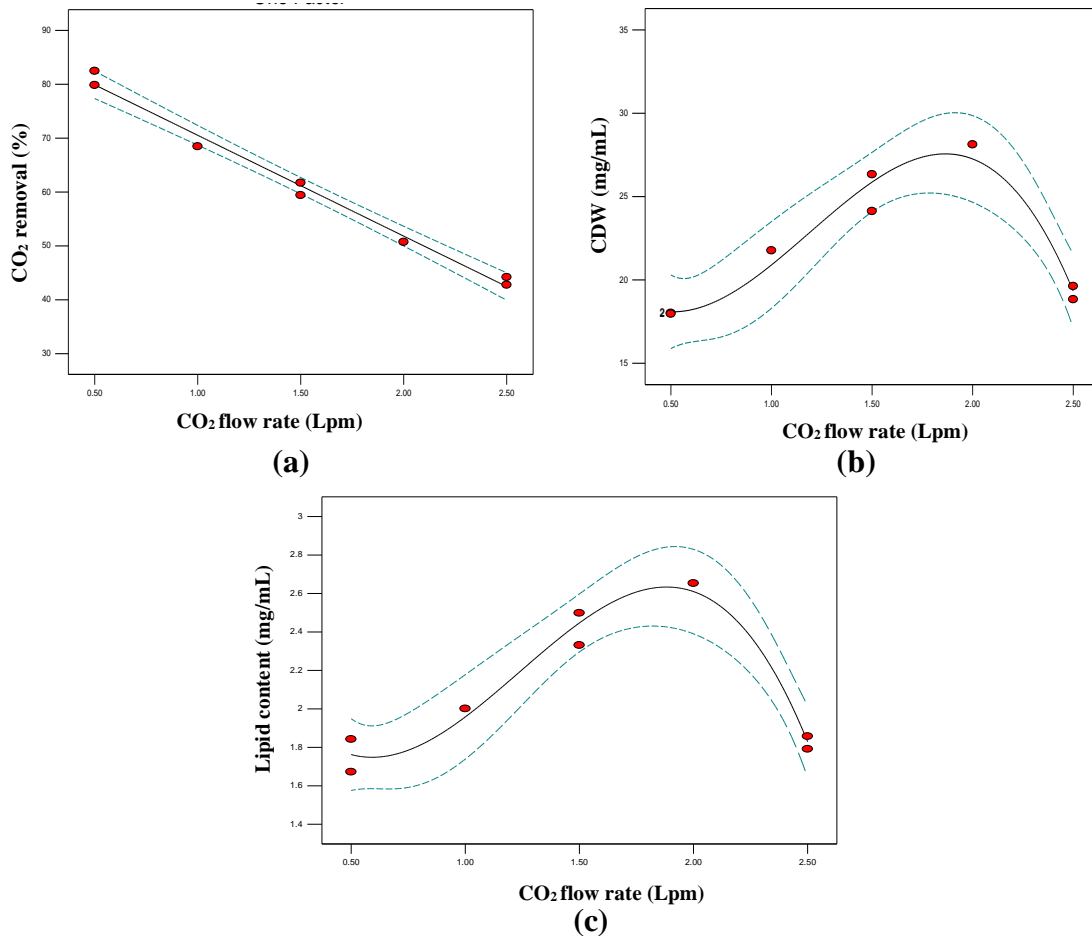 90
80
70
60
50
40
30
CO₂ removal (%)
0.50 1.00 1.50 2.00 2.50
CO₂ flow rate (Lpm)
(a)
35
30
25
20
15
CDW (mg/mL)
2
0.50 1.00 1.50 2.00 2.50
CO₂ flow rate (Lpm)
(b)
3
2.8
2.6
2.4
2.2
2
1.8
1.6
1.4
Lipid content (mg/mL)
0.50 1.00 1.50 2.00 2.50
CO₂ flow rate (Lpm)
(c)